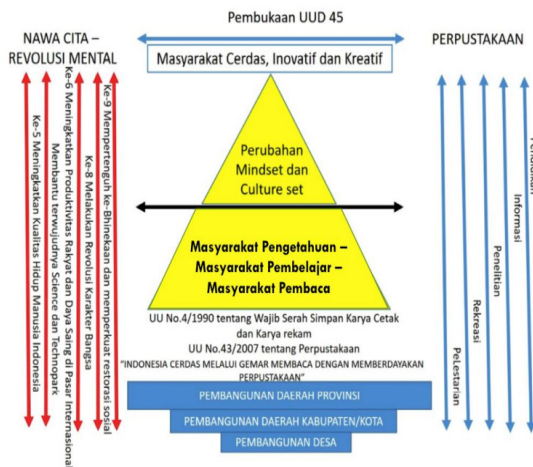 Pembukaan UUD 45
NAWA CITA –
REVOLUSI MENTAL
Masyarakat Cerdas, Inovatif dan Kreatif
PERPUSTAKAAN
Ke-5 Meningkatkan Kualitas Hidup Manusia Indonesia
Ke-6 Meningkatkan Produktivitas Rakyat dan Daya Saing di Pasar Internasional
Membantu terwujudnya Science dan Technopark
Ke-8 Melakukan Revolusi Karakter Bangsa
Ke-9 Mempertenguh ke-Bhinekaan dan memperkuat restorasi sosial
Perubahan
Mindset dan
Culture set
Masyarakat Pengetahuan –
Masyarakat Pembelajar –
Masyarakat Pembaca
UU No.4/1990 tentang Wajib Serah Simpan Karya Cetak
dan Karya rekam
UU No.43/2007 tentang Perpustakaan
"INDONESIA CERDAS MELALUI GEMAR MEMBACA DENGAN MEMBERDAYAKAN
PERPUSTAKAAN"
PEMBANGUNAN DAERAH PROVINSI
PEMBANGUNAN DAERAH KABUPATEN/KOTA
PEMBANGUNAN DESA
PeLestarian
Rekreasi
Penelitian
Informasi